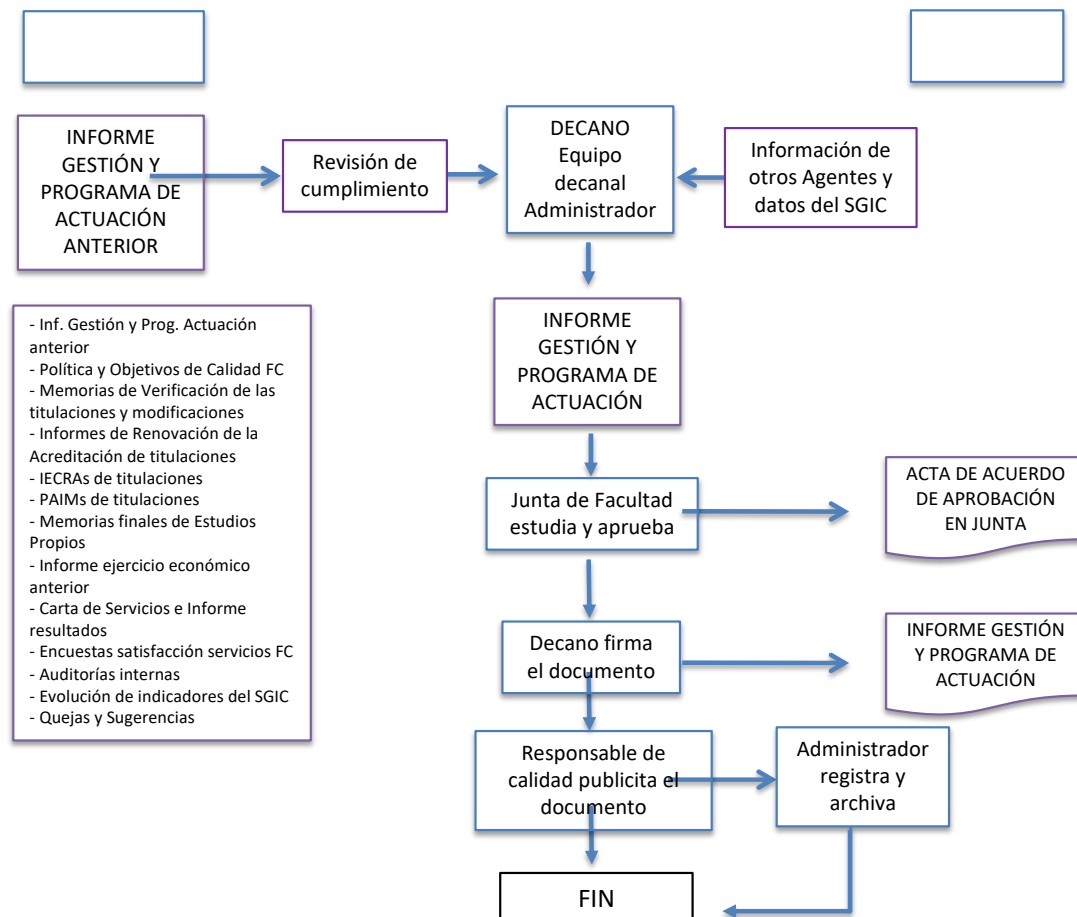 INFORME
GESTIÓN Y
PROGRAMA DE
ACTUACIÓN
ANTERIOR
Revisión de
cumplimiento
DECANO
Equipo
decanal
Administrador
Información de
otros Agentes y
datos del SGIC
- Inf. Gestión y Prog. Actuación
anterior
- Política y Objetivos de Calidad FC
- Memorias de Verificación de las
titulaciones y modificaciones
- Informes de Renovación de la
Acreditación de titulaciones
- IECRAs de titulaciones
- PAIMs de titulaciones
- Memorias finales de Estudios
Propios
- Informe ejercicio económico
anterior
- Carta de Servicios e Informe
resultados
- Encuestas satisfacción servicios FC
- Auditorías internas
- Evolución de indicadores del SGIC
- Quejas y Sugerencias
INFORME
GESTIÓN Y
PROGRAMA DE
ACTUACIÓN
Junta de Facultad
estudia y aprueba
ACTA DE ACUERDO
DE APROBACIÓN
EN JUNTA
Decano firma
el documento
INFORME GESTIÓN
Y PROGRAMA DE
ACTUACIÓN
Responsable de
calidad publicita el
documento
Administrador
registra y
archiva
FIN